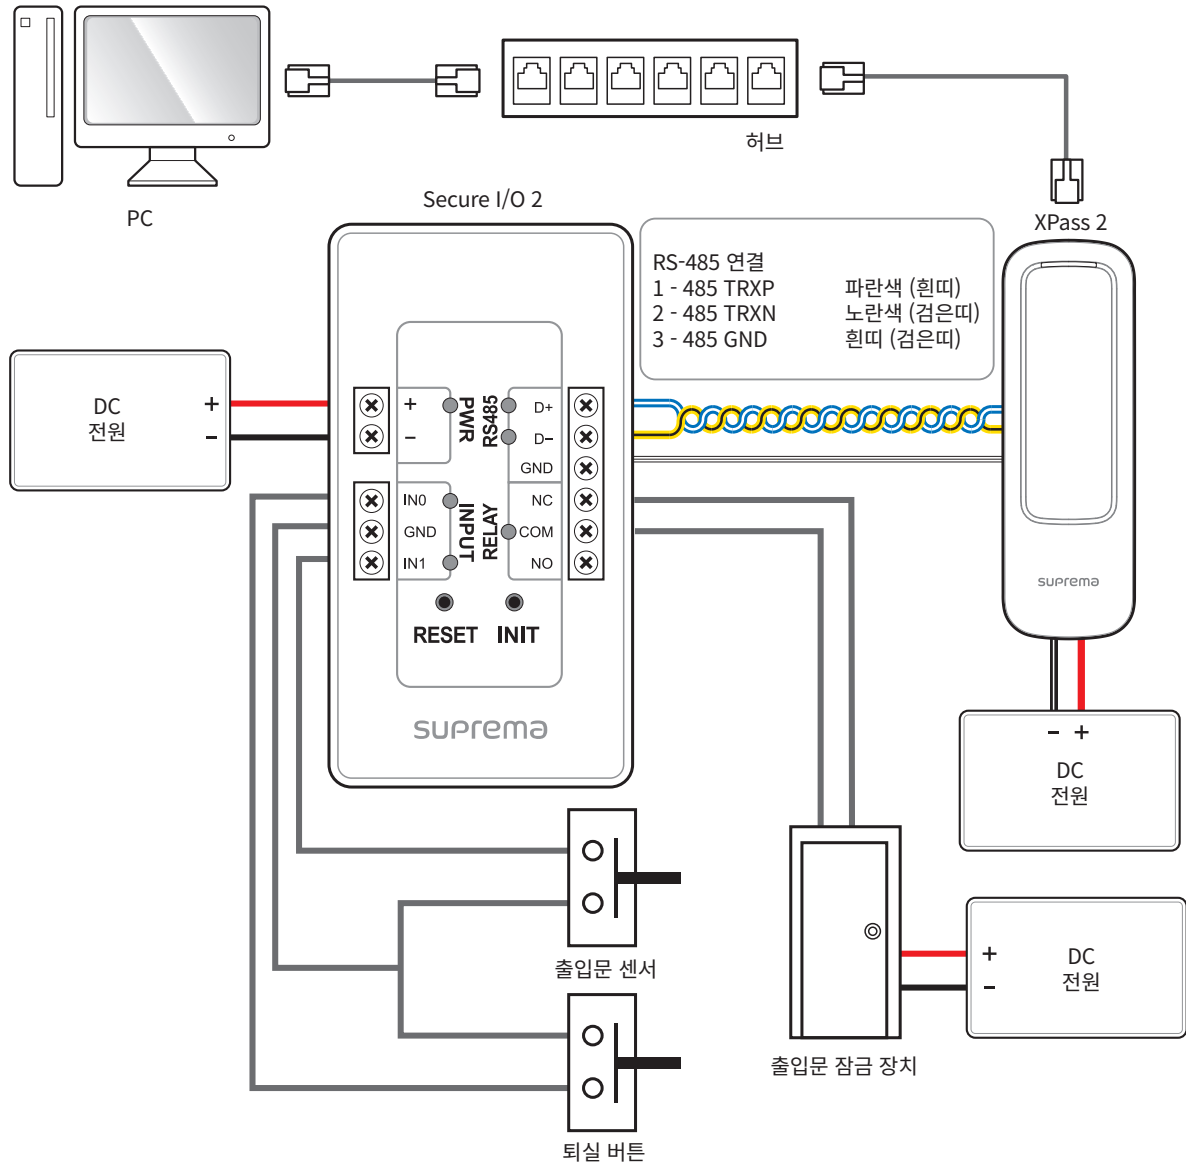 허브
PC
Secure I/O 2
XPass 2
RS-485 연결
1 - 485 TRXP 파란색 (흰띠)
2 - 485 TRXN 노란색 (검은띠)
3 - 485 GND 흰띠 (검은띠)
DC
전원
+
−
+
−
PWR
RS485
D+
D−
GND
IN0
GND
IN1
INPUT
RELAY
NC
COM
NO
RESET INIT
suprema
suprema
− +
DC
전원
출입문 센서
+
−
DC
전원
출입문 잠금 장치
퇴실 버튼